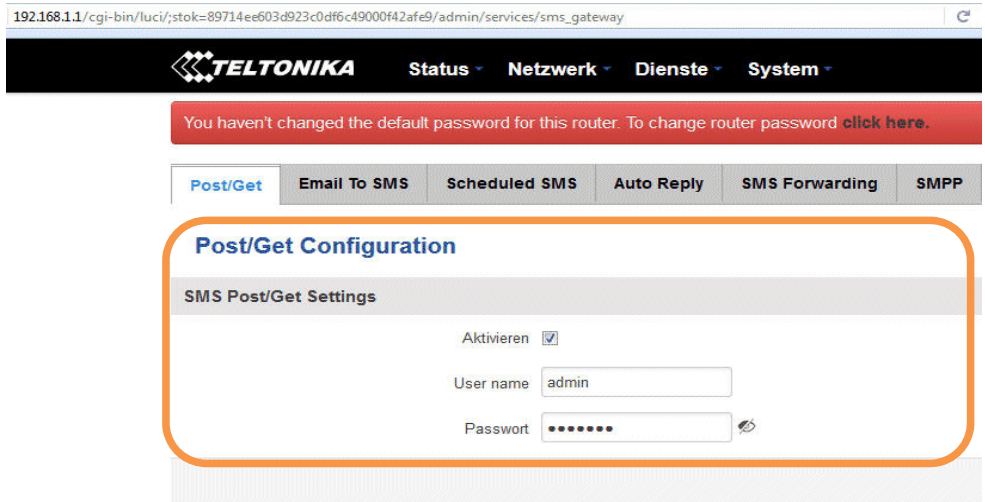 192.168.1.1/cgi-bin/luci/;stok=89714ee603d923c0df6c49000f42afe9/admin/services/sms_gateway
TELTONIKA Status Netzwerk Dienste System
You haven't changed the default password for this router. To change router password click here.
Post/Get Email To SMS Scheduled SMS Auto Reply SMS Forwarding SMPP
Post/Get Configuration
SMS Post/Get Settings
Aktivieren
User name admin
Passwort •••••••